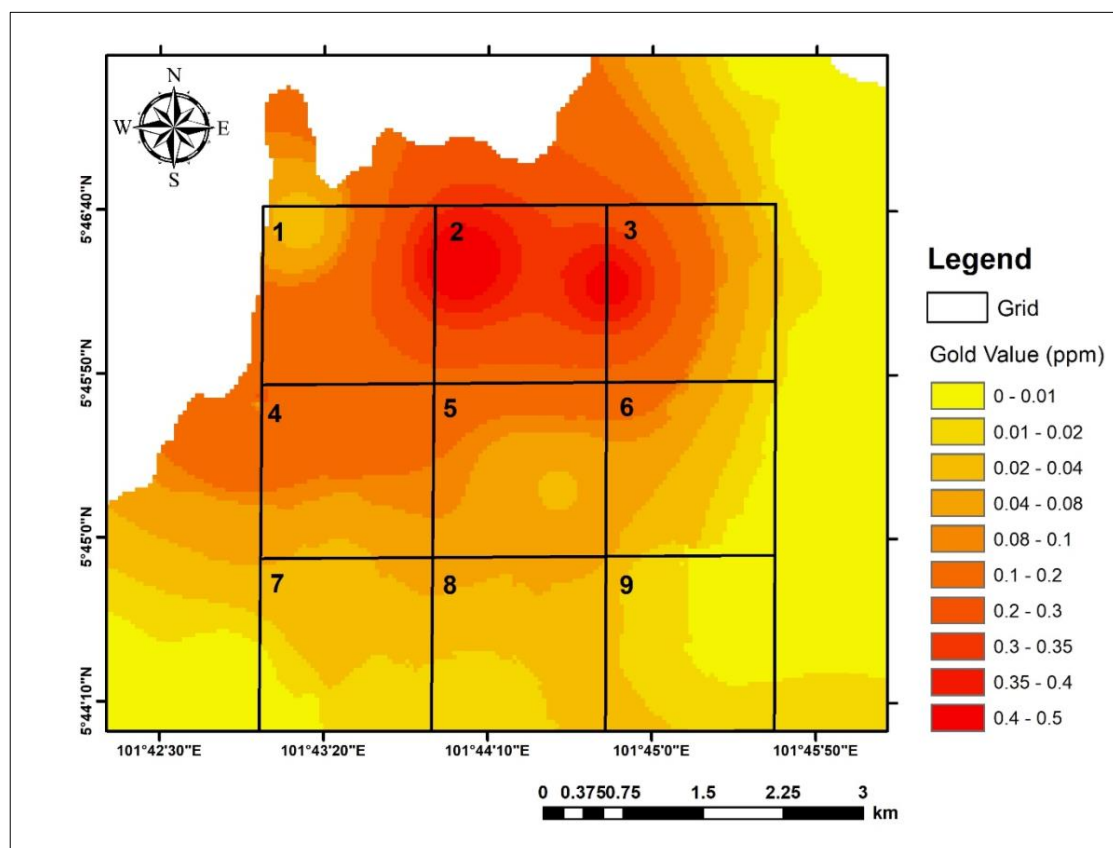 N
W E
S
5°46'40"N
5°45'50"N
5°45'0"N
5°44'10"N
1 2 3
4 5 6
7 8 9
101°42'30"E 101°43'20"E 101°44'10"E 101°45'0"E 101°45'50"E
0 0.375 0.75 1.5 2.25 3
km
Legend
Grid
Gold Value (ppm)
0 - 0.01
0.01 - 0.02
0.02 - 0.04
0.04 - 0.08
0.08 - 0.1
0.1 - 0.2
0.2 - 0.3
0.3 - 0.35
0.35 - 0.4
0.4 - 0.5